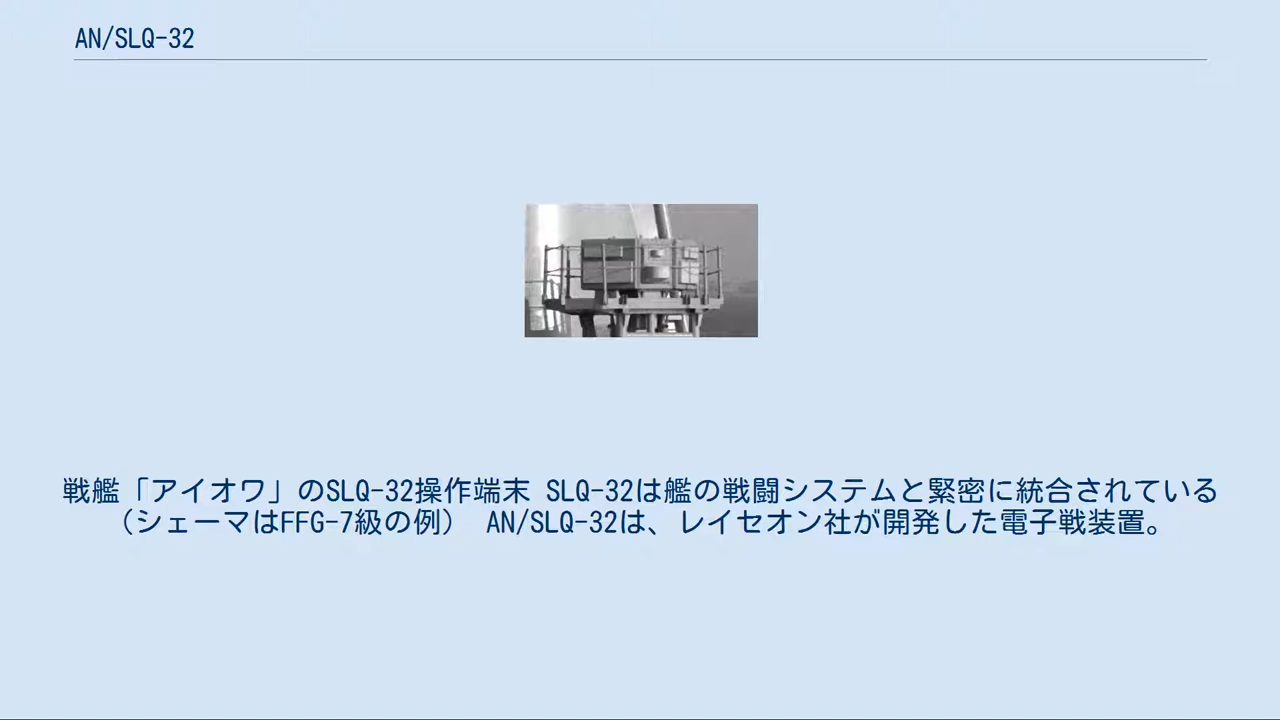 AN/SLQ-32
戦艦「アイオワ」のSLQ-32操作端末 SLQ-32は艦の戦闘システムと緊密に統合されている
（シェーマはFFG-7級の例） AN/SLQ-32は、レイセオン社が開発した電子戦装置。